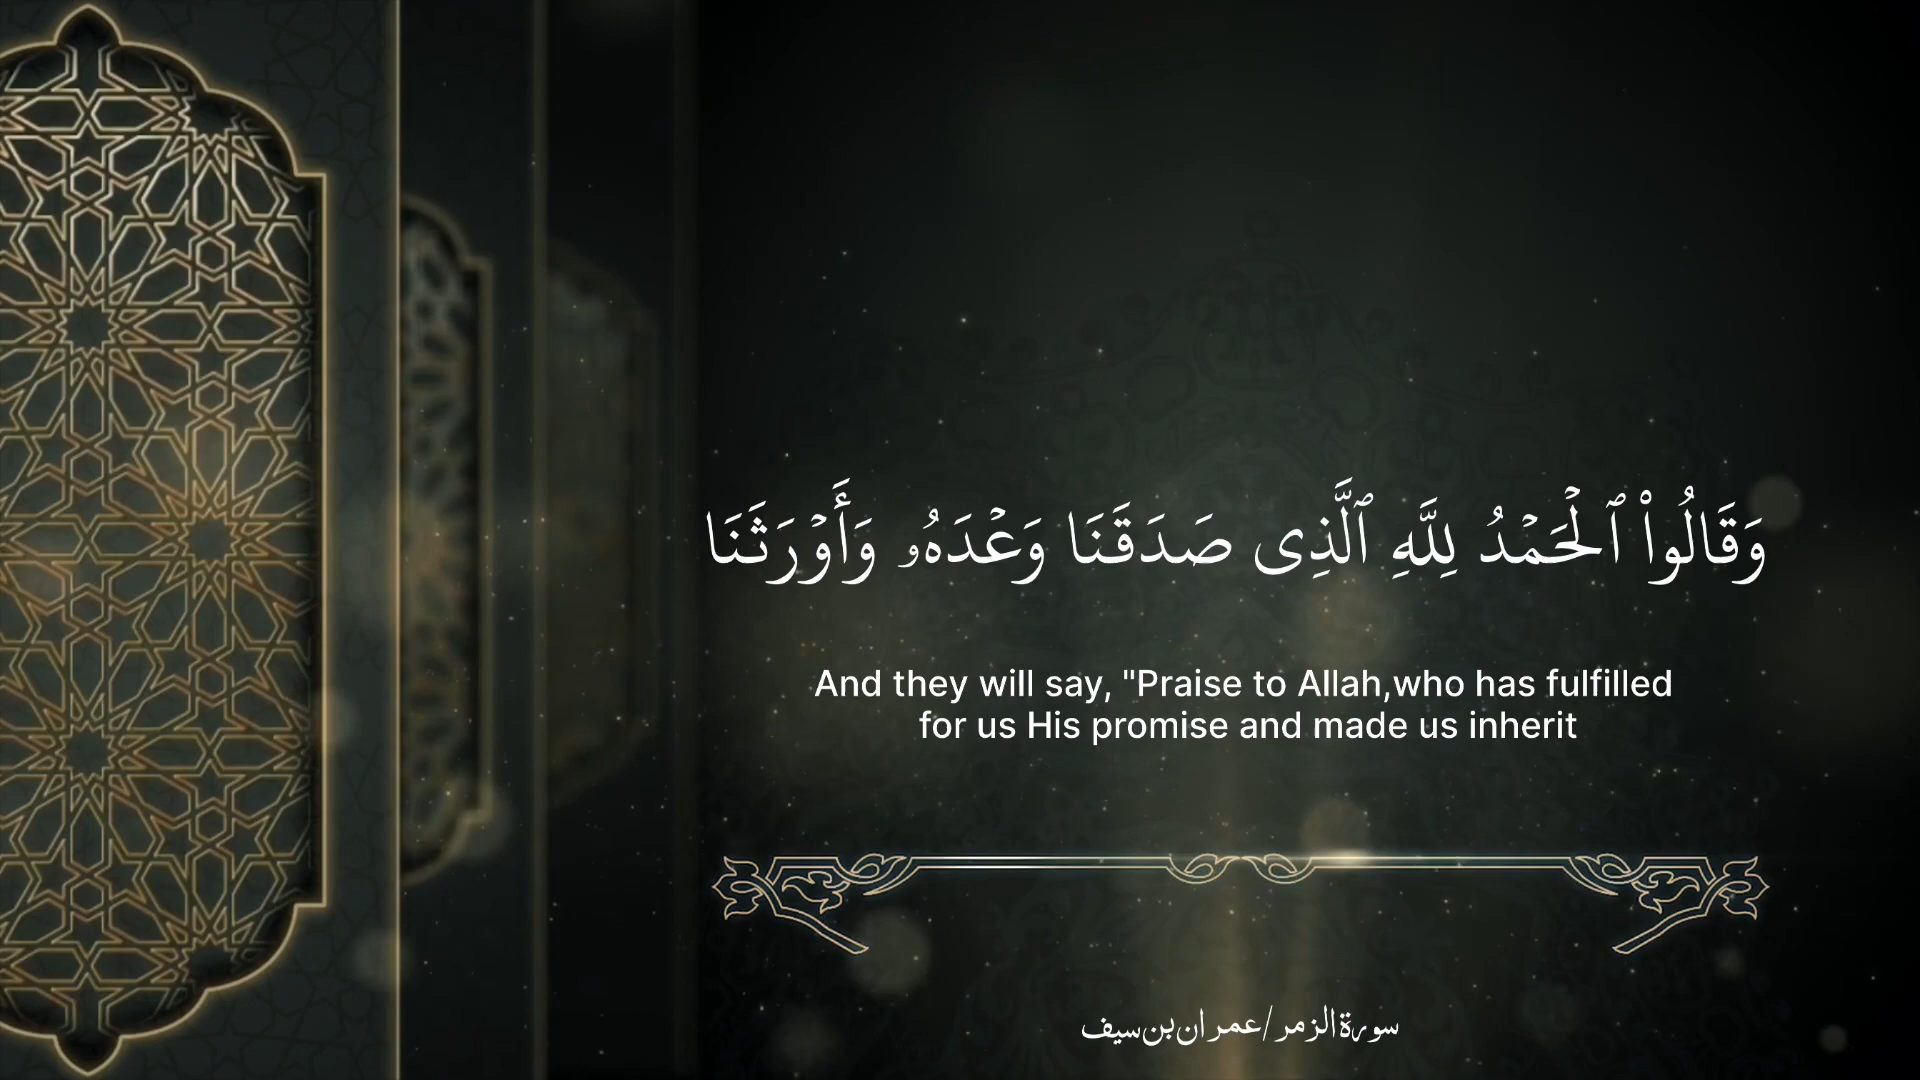 وَقَالُوا۟ ٱلْحَمْدُ لِلَّهِ ٱلَّذِى صَدَقَنَا وَعْدَهُۥ وَأَوْرَثَنَا
And they will say, "Praise to Allah,who has fulfilled
for us His promise and made us inherit
سورة الزمر / عمران بن سيف